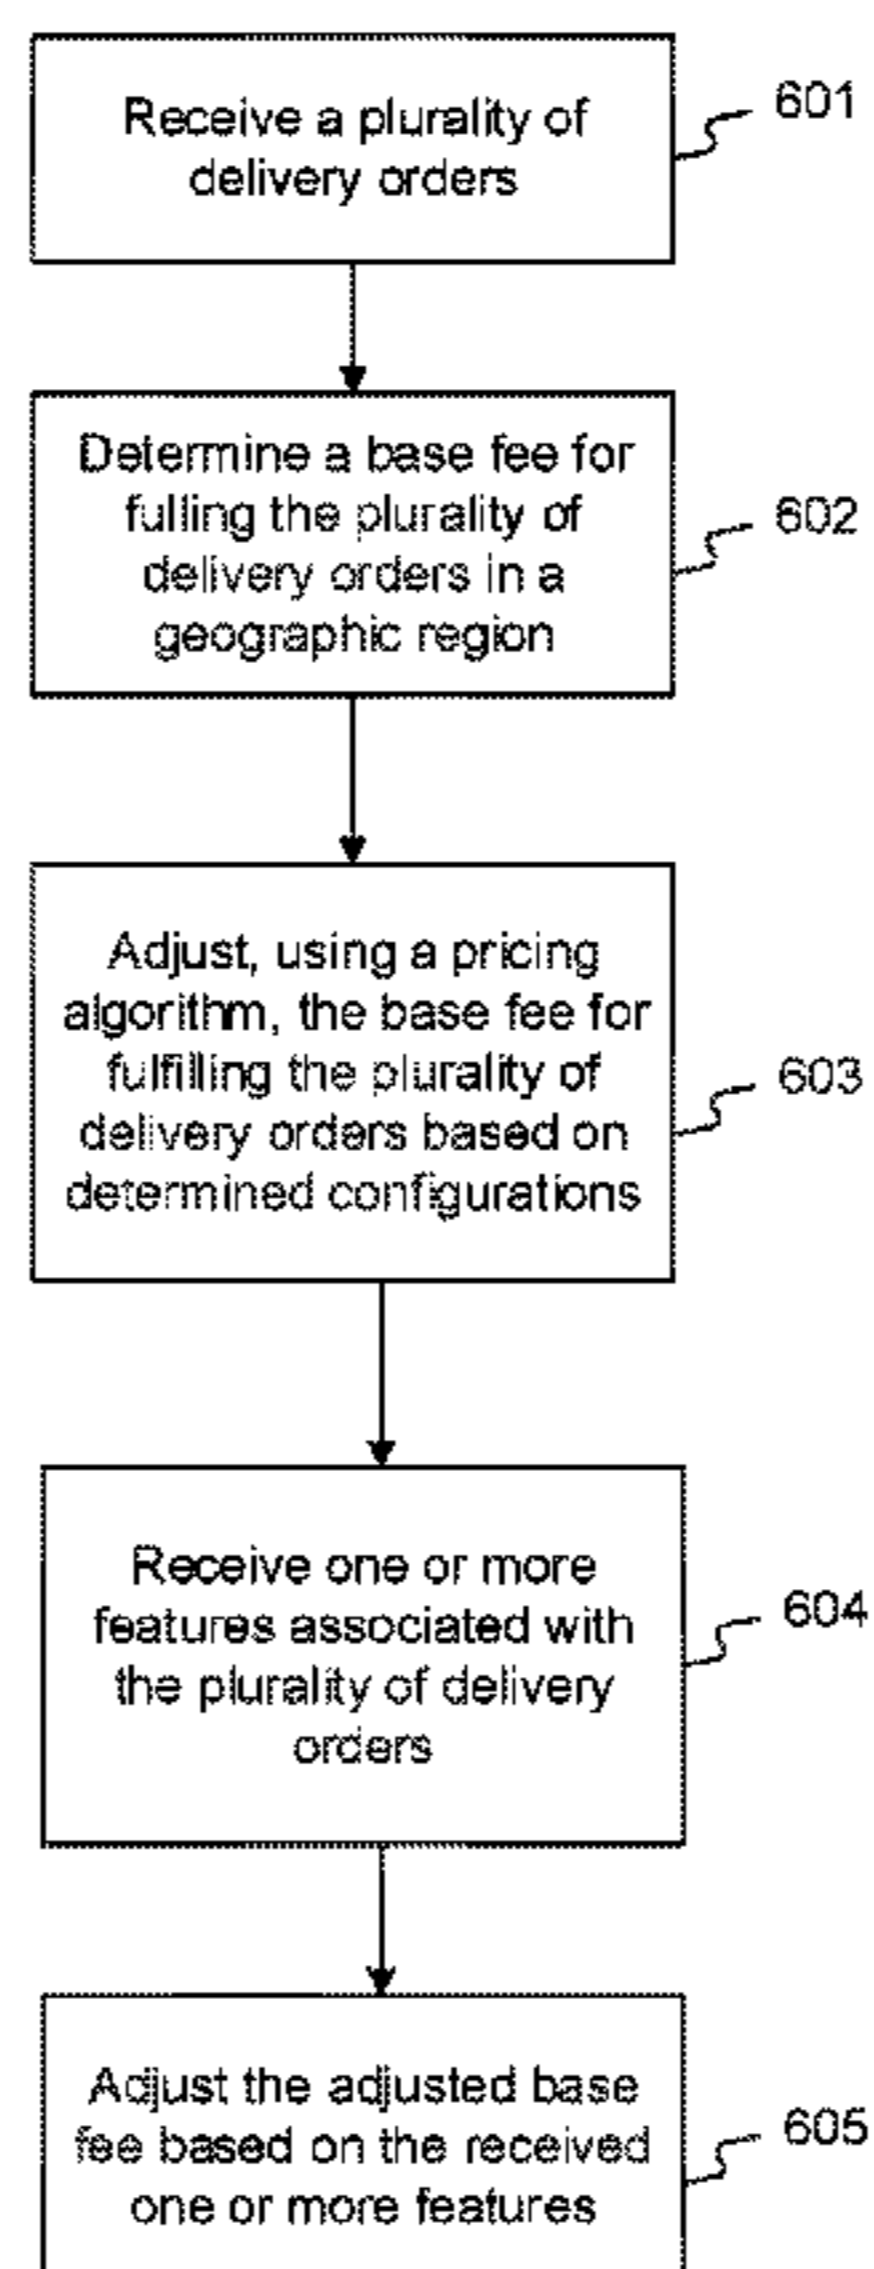 Receive a plurality of
delivery orders
601
Determine a base fee for
fulling the plurality of
delivery orders in a
geographic region
602
Adjust, using a pricing
algorithm, the base fee for
fulfilling the plurality of
delivery orders based on
determined configurations
603
Receive one or more
features associated with
the plurality of delivery
orders
604
Adjust the adjusted base
fee based on the received
one or more features
605